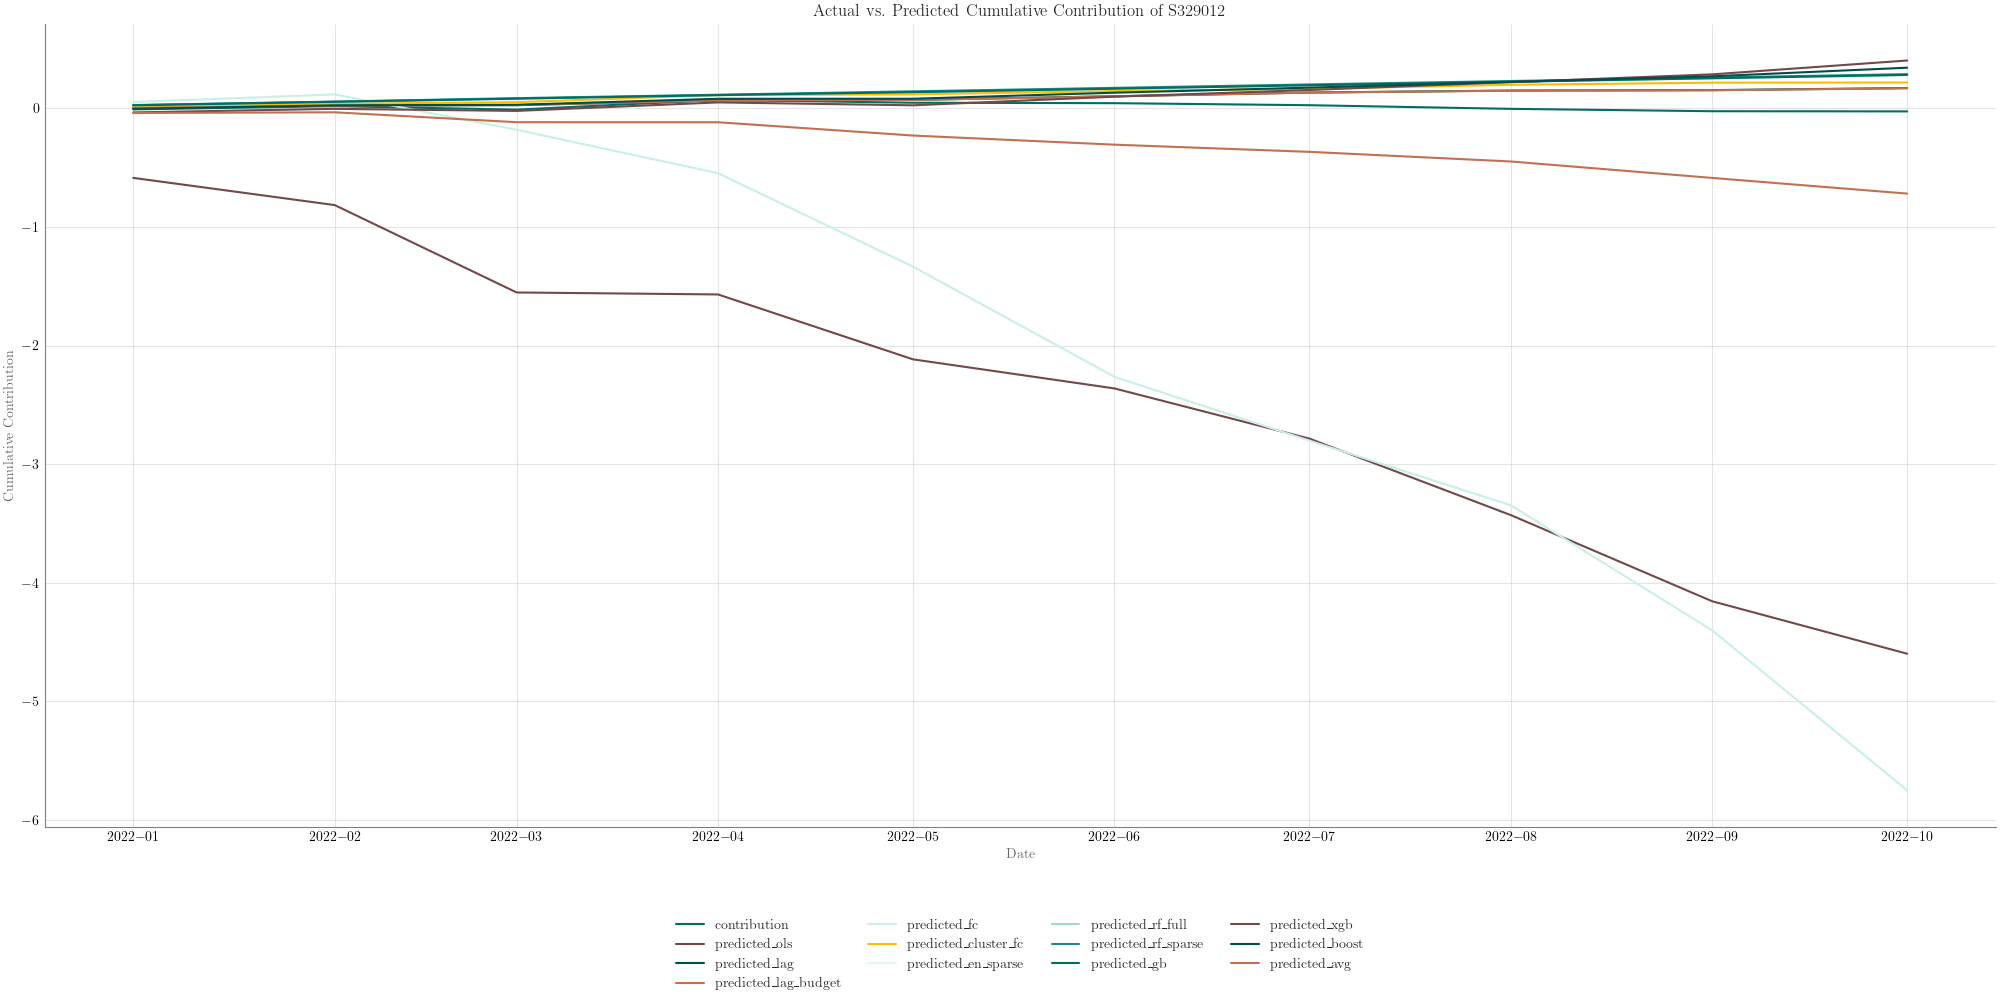 Actual vs. Predicted Cumulative Contribution of S329012
Cumulative Contribution
0
−1
−2
−3
−4
−5
−6
2022−01 2022−02 2022−03 2022−04 2022−05 2022−06 2022−07 2022−08 2022−09 2022−10
Date
contribution predicted_fc predicted_rf_full predicted_xgb
predicted_ols predicted_cluster_fc predicted_rf_sparse predicted_boost
predicted_lag predicted_en_sparse predicted_gb predicted_avg
predicted_lag_budget